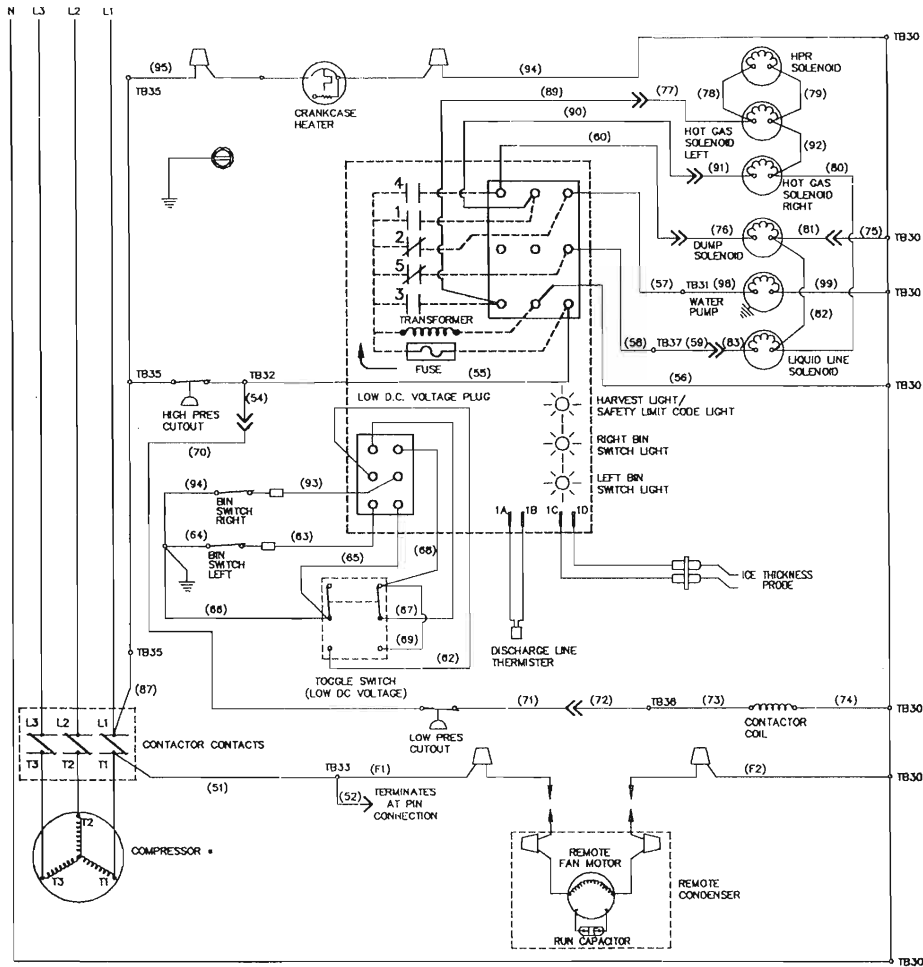 N L3 L2 L1
TB30
(95)
(94)
TB35
CRANKCASE
HEATER
HPR
SOLENOID
(89)
(77)
(78)
(79)
(90)
(60)
HOT GAS
SOLENOID
LEFT
(92)
(91)
(80)
HOT GAS
SOLENOID
RIGHT
4
1
2
5
3
(76)
(81)
(75)
DUMP
SOLENOID
TB30
(57)
TB31
(98)
(99)
WATER
PUMP
TB30
(82)
TRANSFORMER
FUSE
(58)
TB37
(59)
(83)
LIQUID LINE
SOLENOID
TB35
TB32
(55)
(56)
TB30
HIGH PRES
CUTOUT
(54)
(70)
LOW D.C. VOLTAGE PLUG
HARVEST LIGHT/
SAFETY LIMIT CODE LIGHT
RIGHT BIN
SWITCH LIGHT
LEFT BIN
SWITCH LIGHT
(94)
(93)
BIN
SWITCH
RIGHT
1A 1B 1C 1D
(64)
(63)
BIN
SWITCH
LEFT
(65)
(68)
(66)
(67)
(69)
(62)
ICE THICKNESS
PROBE
DISCHARGE LINE
THERMISTER
TOGGLE SWITCH
(LOW DC VOLTAGE)
TB35
(87)
(71)
(72)
TB36
(73)
(74)
TB30
LOW PRES
CUTOUT
CONTACTOR
COIL
L3 L2 L1
CONTACTOR CONTACTS
T3 T2 T1
(51)
TB33
(F1)
(F2)
TB30
(52)
TERMINATES
AT PIN
CONNECTION
T2
COMPRESSOR
T3 T1
REMOTE
FAN MOTOR
REMOTE
CONDENSER
RUN CAPACITOR
TB30